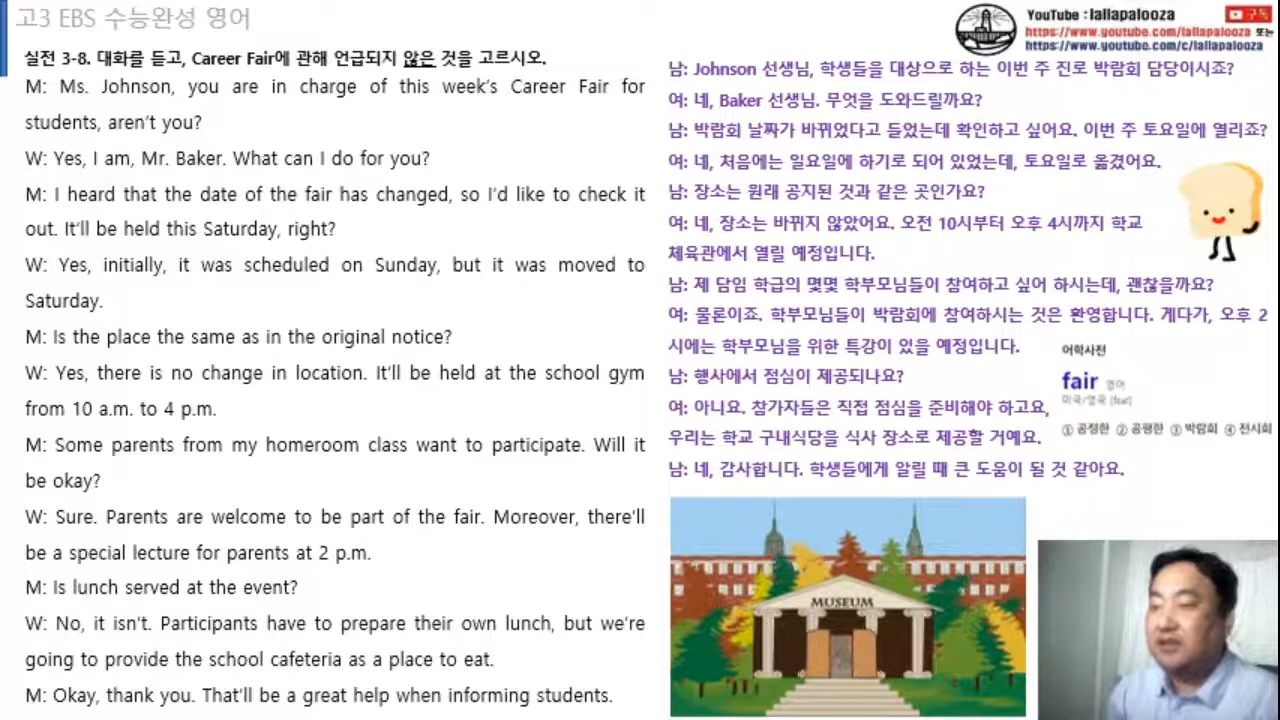 고3 EBS 수능완성 영어
YouTube : lallapalooza
구독
https://www.youtube.com/lallapalooza 또는
https://www.youtube.com/c/lallapalooza
실전 3-8. 대화를 듣고, Career Fair에 관해 언급되지 않은 것을 고르시오.
M: Ms. Johnson, you are in charge of this week's Career Fair for
students, aren't you?
W: Yes, I am, Mr. Baker. What can I do for you?
M: I heard that the date of the fair has changed, so I'd like to check it
out. It'll be held this Saturday, right?
W: Yes, initially, it was scheduled on Sunday, but it was moved to
Saturday.
M: Is the place the same as in the original notice?
W: Yes, there is no change in location. It'll be held at the school gym
from 10 a.m. to 4 p.m.
M: Some parents from my homeroom class want to participate. Will it
be okay?
W: Sure. Parents are welcome to be part of the fair. Moreover, there'll
be a special lecture for parents at 2 p.m.
M: Is lunch served at the event?
W: No, it isn't. Participants have to prepare their own lunch, but we're
going to provide the school cafeteria as a place to eat.
M: Okay, thank you. That'll be a great help when informing students.
남: Johnson 선생님, 학생들을 대상으로 하는 이번 주 진로 박람회 담당이시죠?
여: 네, Baker 선생님. 무엇을 도와드릴까요?
남: 박람회 날짜가 바뀌었다고 들었는데 확인하고 싶어요. 이번 주 토요일에 열리죠?
여: 네, 처음에는 일요일에 하기로 되어 있었는데, 토요일로 옮겼어요.
남: 장소는 원래 공지된 것과 같은 곳인가요?
여: 네, 장소는 바뀌지 않았어요. 오전 10시부터 오후 4시까지 학교
체육관에서 열릴 예정입니다.
남: 제 담임 학급의 몇몇 학부모님들이 참여하고 싶어 하시는데, 괜찮을까요?
여: 물론이죠. 학부모님들이 박람회에 참여하시는 것은 환영합니다. 게다가, 오후 2
시에는 학부모님을 위한 특강이 있을 예정입니다.
남: 행사에서 점심이 제공되나요?
여: 아니요. 참가자들은 직접 점심을 준비해야 하고요,
우리는 학교 구내식당을 식사 장소로 제공할 거예요.
남: 네, 감사합니다. 학생들에게 알릴 때 큰 도움이 될 것 같아요.
어학사전
fair 영어
미국/영국 [fer]
① 공정한 ② 공평한 ③ 박람회 ④ 전시회
MUSEUM